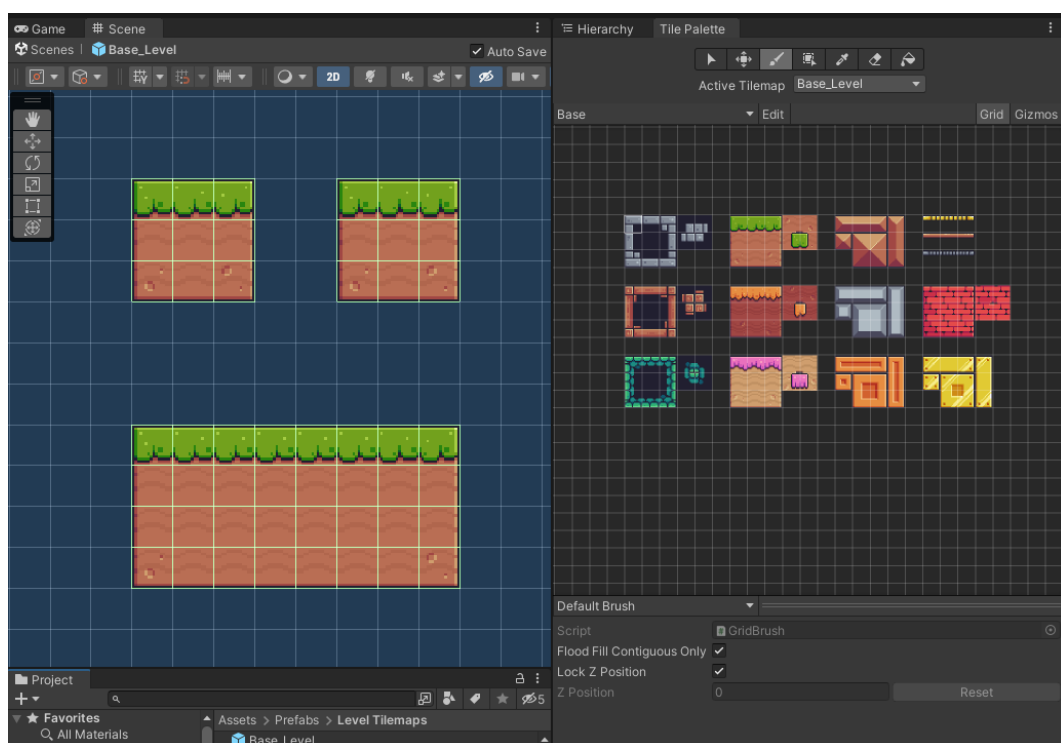 Game
Scene
Scenes
Base_Level
Auto Save
2D
Hierarchy
Tile Palette
Active Tilemap
Base_Level
Base
Edit
Grid
Gizmos
Default Brush
Script
GridBrush
Flood Fill Contiguous Only
Lock Z Position
Z Position
0
Reset
Project
5
Favorites
All Materials
Assets > Prefabs > Level Tilemaps
Base_Level